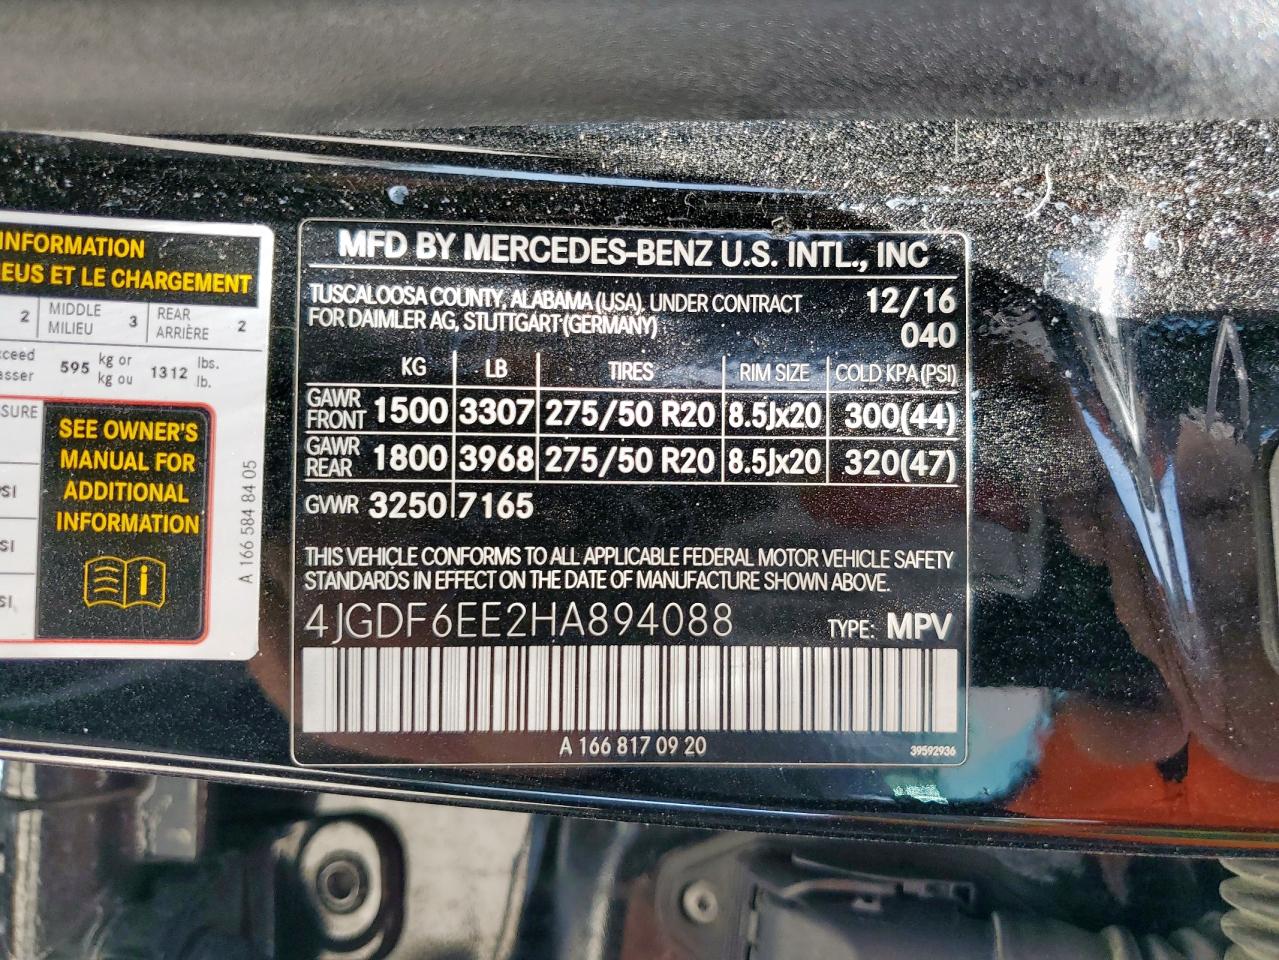 INFORMATION
EUS ET LE CHARGEMENT
2 MIDDLE MILIEU 3 REAR ARRIÈRE 2
595 kg or kg ou 1312 lbs. lb.
SEE OWNER'S
MANUAL FOR
ADDITIONAL
INFORMATION
A 166 584 84 05
MFD BY MERCEDES-BENZ U.S. INTL., INC
TUSCALOOSA COUNTY, ALABAMA (USA), UNDER CONTRACT 12/16
FOR DAIMLER AG, STUTTGART (GERMANY) 040
KG LB TIRES RIM SIZE COLD KPA (PSI)
GAWR FRONT 1500 3307 275/50 R20 8.5Jx20 300(44)
GAWR REAR 1800 3968 275/50 R20 8.5Jx20 320(47)
GVWR 3250 7165
THIS VEHICLE CONFORMS TO ALL APPLICABLE FEDERAL MOTOR VEHICLE SAFETY
STANDARDS IN EFFECT ON THE DATE OF MANUFACTURE SHOWN ABOVE.
4JGDF6EE2HA894088 TYPE: MPV
A 166 817 09 20 39592936